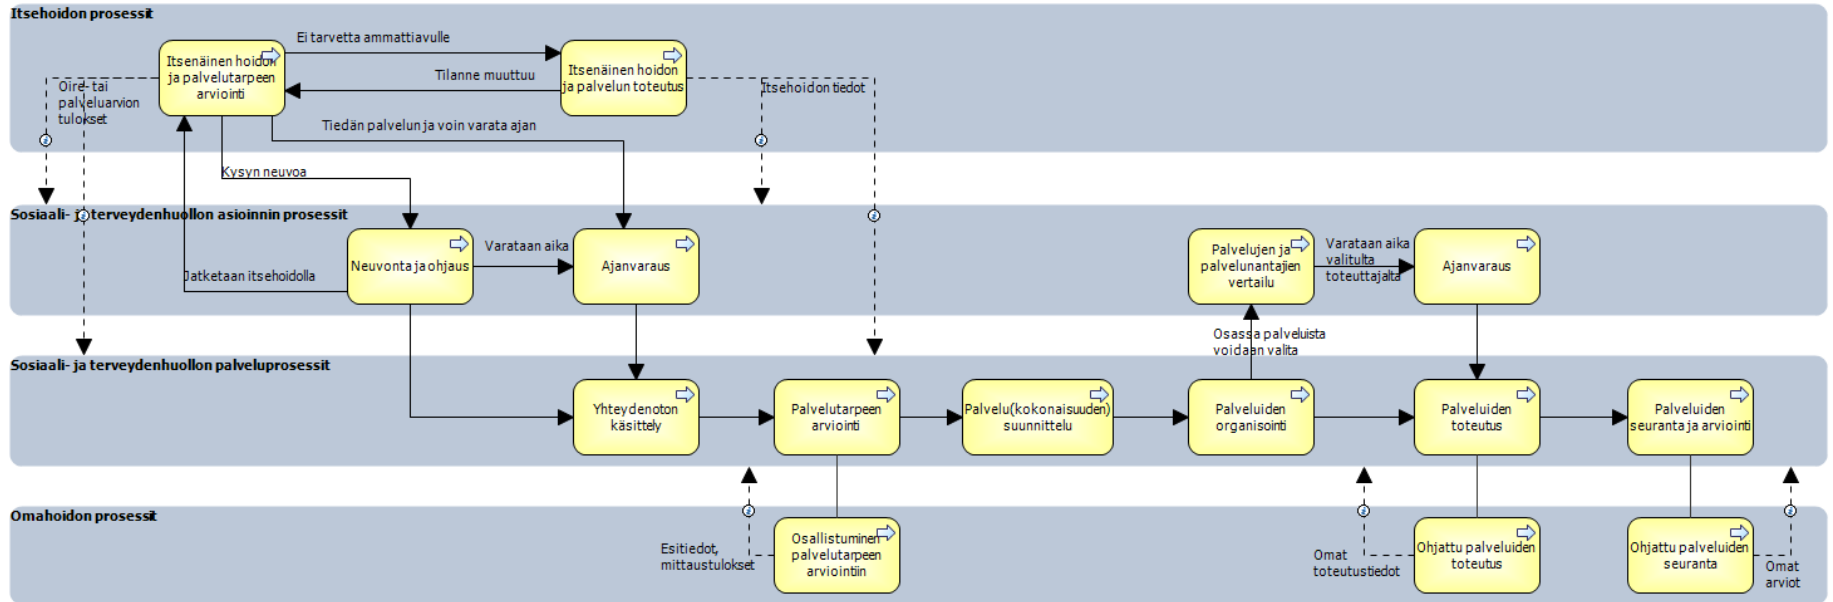 Itsehoidon prosessit
Itsenäinen hoidon
ja palvelutarpeen
arviointi
Ei tarvetta ammattiavulle
Tilanne muuttuu
Itsenäinen hoidon
ja palvelun toteutus
Oire- tai
palveluarvion
tulokset
Itsehoidon tiedot
Tiedän palvelun ja voin varata ajan
Kysyn neuvoa
Sosiaali- ja terveydenhuollon asioinnin prosessit
Neuvonta ja ohjaus
Varataan aika
Ajanvaraus
Jatketaan itsehoidolla
Palvelujen ja
palvelunantajien
vertailu
Varataan aika
valitulta
toteuttajalta
Ajanvaraus
Osassa palveluista
voidaan valita
Sosiaali- ja terveydenhuollon palveluprosessit
Yhteydenoton
käsittely
Palvelutarpeen
arviointi
Palvelu(kokonaisuuden)
suunnittelu
Palveluiden
organisointi
Palveluiden
toteutus
Palveluiden
seuranta ja arviointi
Omahoidon prosessit
Esitiedot,
mittaustulokset
Osallistuminen
palvelutarpeen
arviointiin
Omat
toteutustiedot
Ohjattu palveluiden
toteutus
Ohjattu palveluiden
seuranta
Omat
arviot